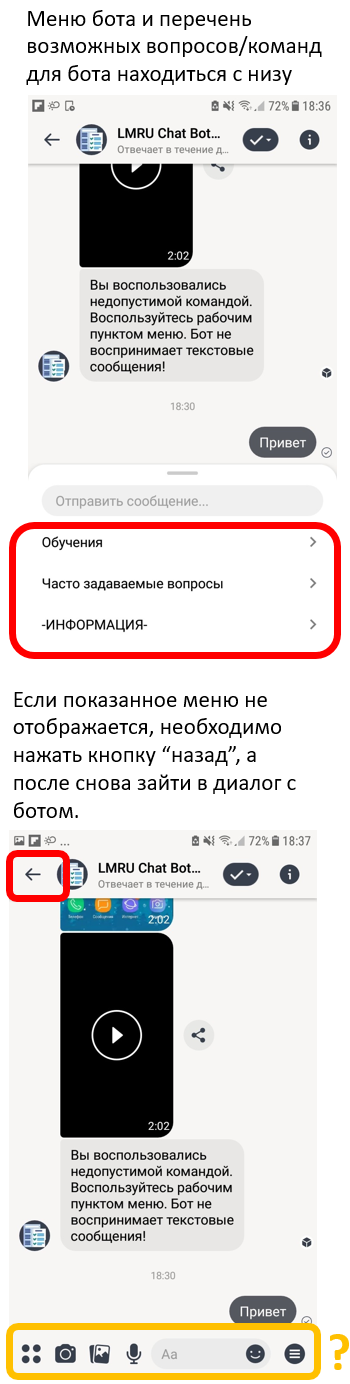 Меню бота и перечень
возможных вопросов/команд
для бота находиться с низу
72% 18:36
LMRU Chat Bot...
Отвечает в течение д...
2:02
Вы воспользовались
недопустимой командой.
Воспользуйтесь рабочим
пунктом меню. Бот не
воспринимает текстовые
сообщения!
18:30
Привет
Отправить сообщение...
Обучения
Часто задаваемые вопросы
-ИНФОРМАЦИЯ-
Если показанное меню не
отображается, необходимо
нажать кнопку “назад”, а
после снова зайти в диалог с
ботом.
... 72% 18:37
LMRU Chat Bot...
Отвечает в течение д...
Телефон Сообщения Интернет
2:02
2:02
Вы воспользовались
недопустимой командой.
Воспользуйтесь рабочим
пунктом меню. Бот не
воспринимает текстовые
сообщения!
18:30
Привет
Aa
?